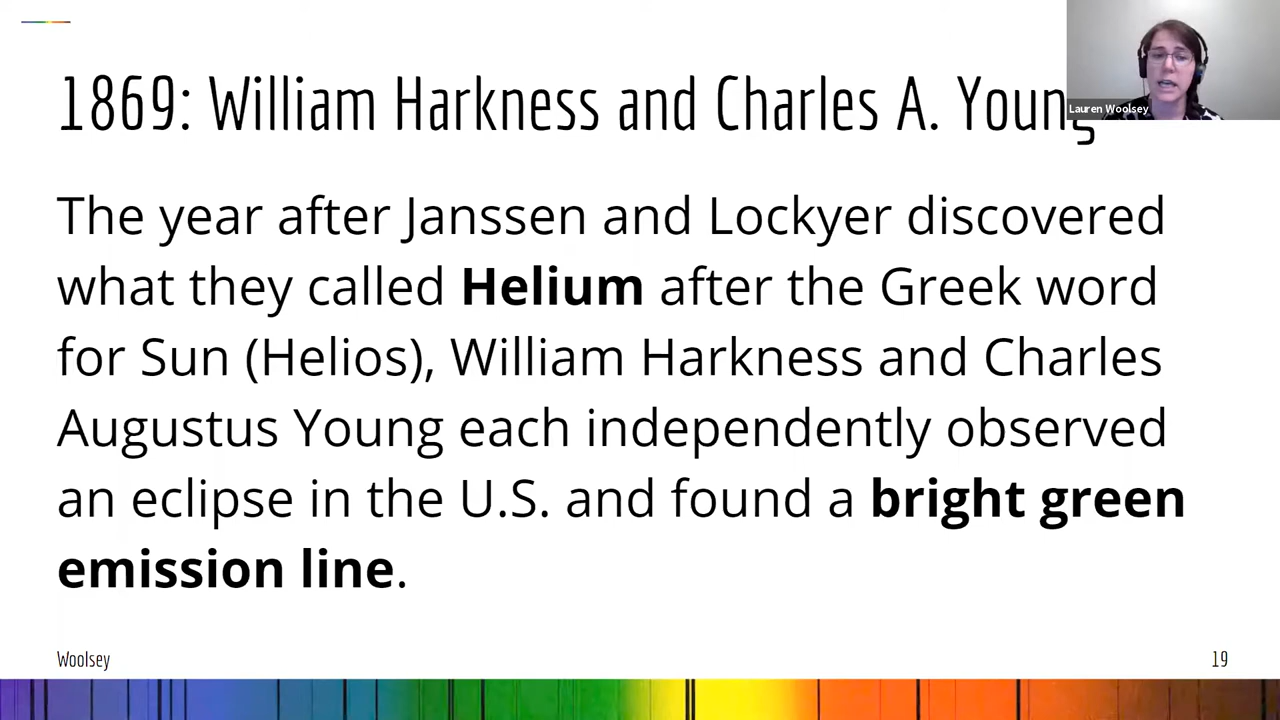 1869: William Harkness and Charles A. Young
Lauren Woolsey
The year after Janssen and Lockyer discovered
what they called Helium after the Greek word
for Sun (Helios), William Harkness and Charles
Augustus Young each independently observed
an eclipse in the U.S. and found a bright green
emission line.
Woolsey
19